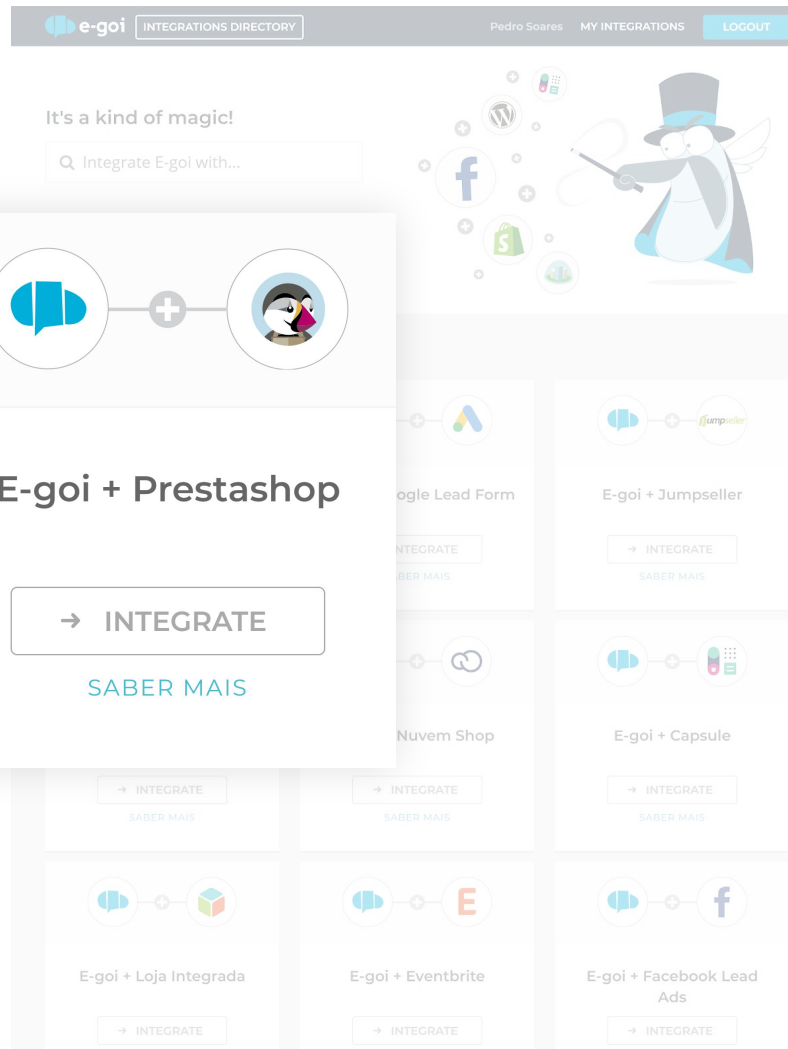 e-goi INTEGRATIONS DIRECTORY Pedro Soares MY INTEGRATIONS LOGOUT
It's a kind of magic!
Integrate E-goi with...
E-goi + Prestashop
→ INTEGRATE
SABER MAIS
ogle Lead Form
NTEGRATE
BER MAIS
Jumpseller
E-goi + Jumpseller
→ INTEGRATE
SABER MAIS
Nuvem Shop
E-goi + Capsule
→ INTEGRATE
SABER MAIS
→ INTEGRATE
SABER MAIS
→ INTEGRATE
SABER MAIS
E-goi + Loja Integrada
→ INTEGRATE
E
E-goi + Eventbrite
→ INTEGRATE
f
E-goi + Facebook Lead
Ads
→ INTEGRATE